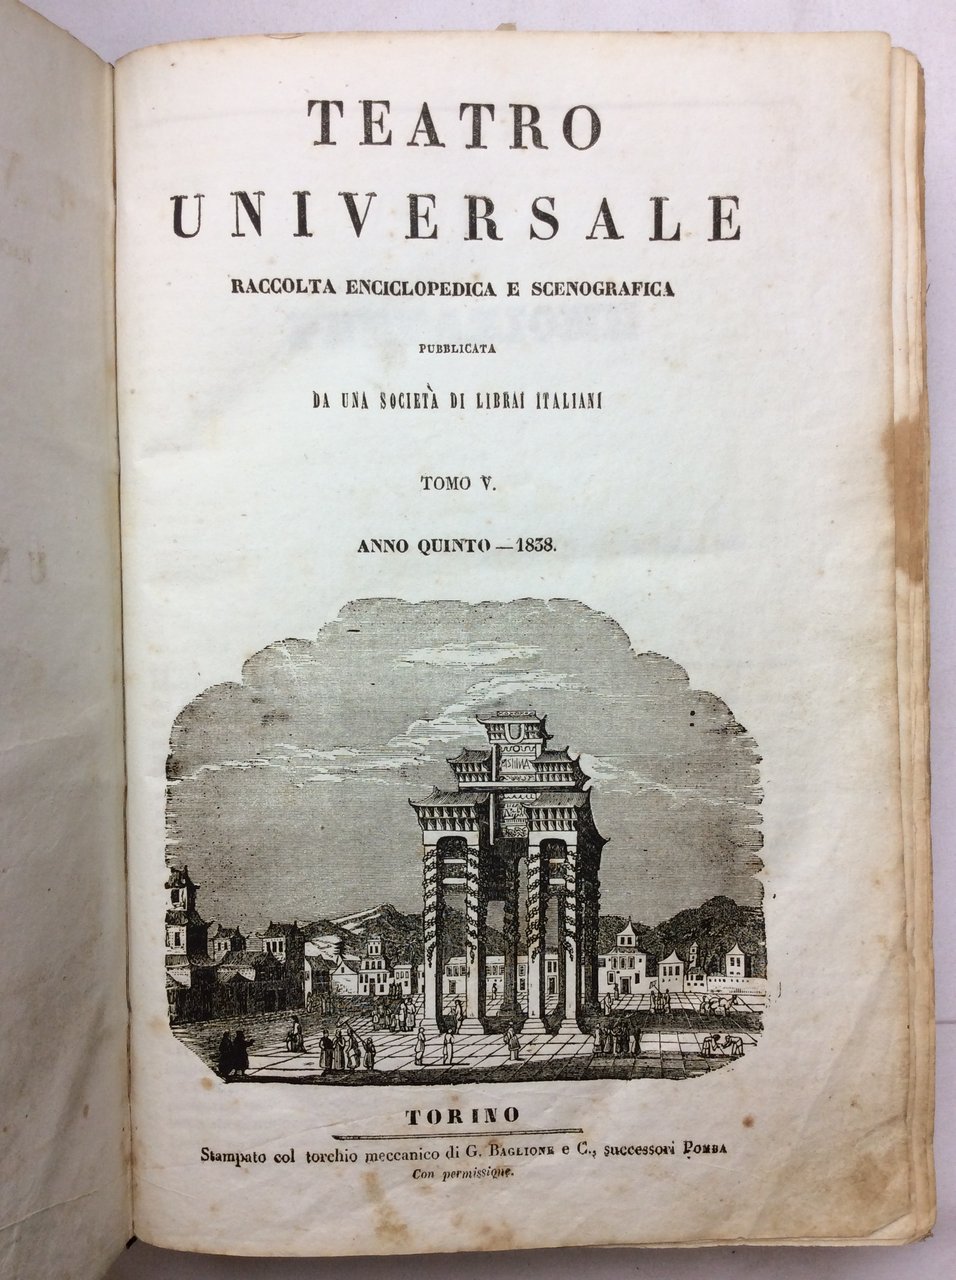 TEATRO
UNIVERSALE
RACCOLTA ENCICLOPEDICA E SCENOGRAFICA
PUBBLICATA
DA UNA SOCIETÀ DI LIBRAI ITALIANI
TOMO V.
ANNO QUINTO — 1838.
TORINO
Stampato col torchio meccanico di G. BAGLIONE e C., successori POMBA
Con permissione.